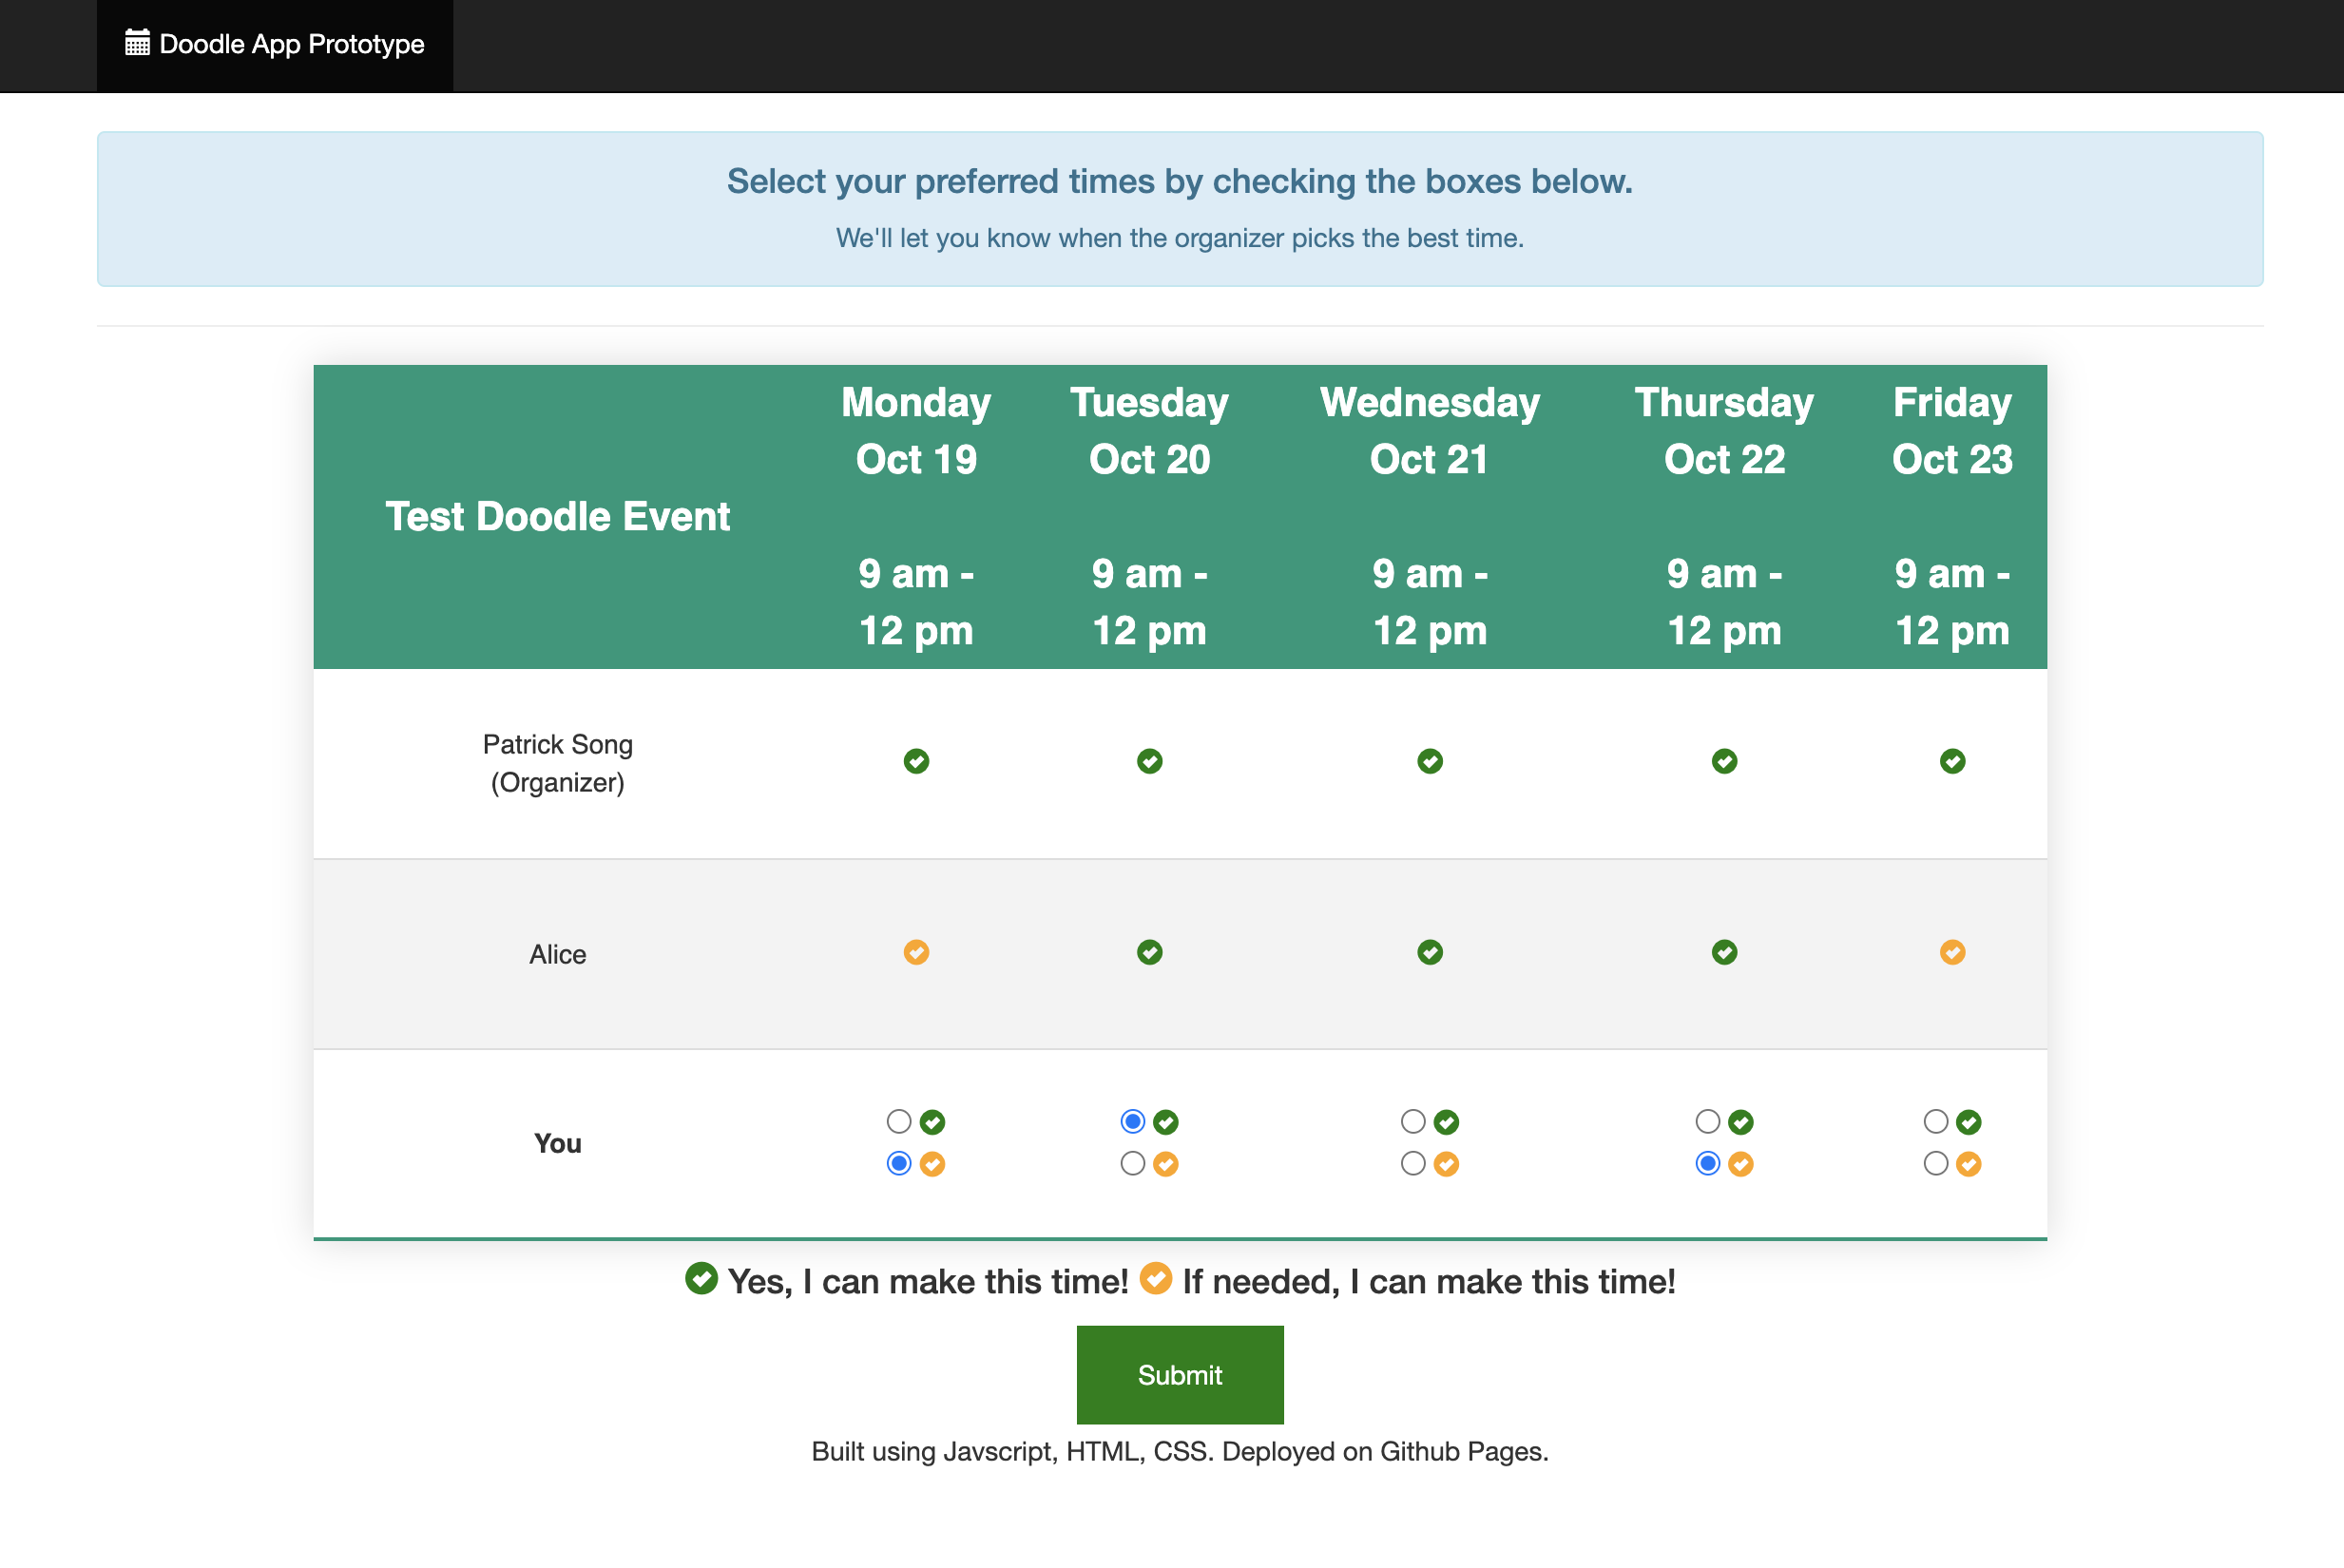 Doodle App Prototype
Select your preferred times by checking the boxes below.
We'll let you know when the organizer picks the best time.
Test Doodle Event
Monday
Oct 19
9 am -
12 pm
Tuesday
Oct 20
9 am -
12 pm
Wednesday
Oct 21
9 am -
12 pm
Thursday
Oct 22
9 am -
12 pm
Friday
Oct 23
9 am -
12 pm
Patrick Song
(Organizer)
Alice
You
Yes, I can make this time! If needed, I can make this time!
Submit
Built using Javscript, HTML, CSS. Deployed on Github Pages.